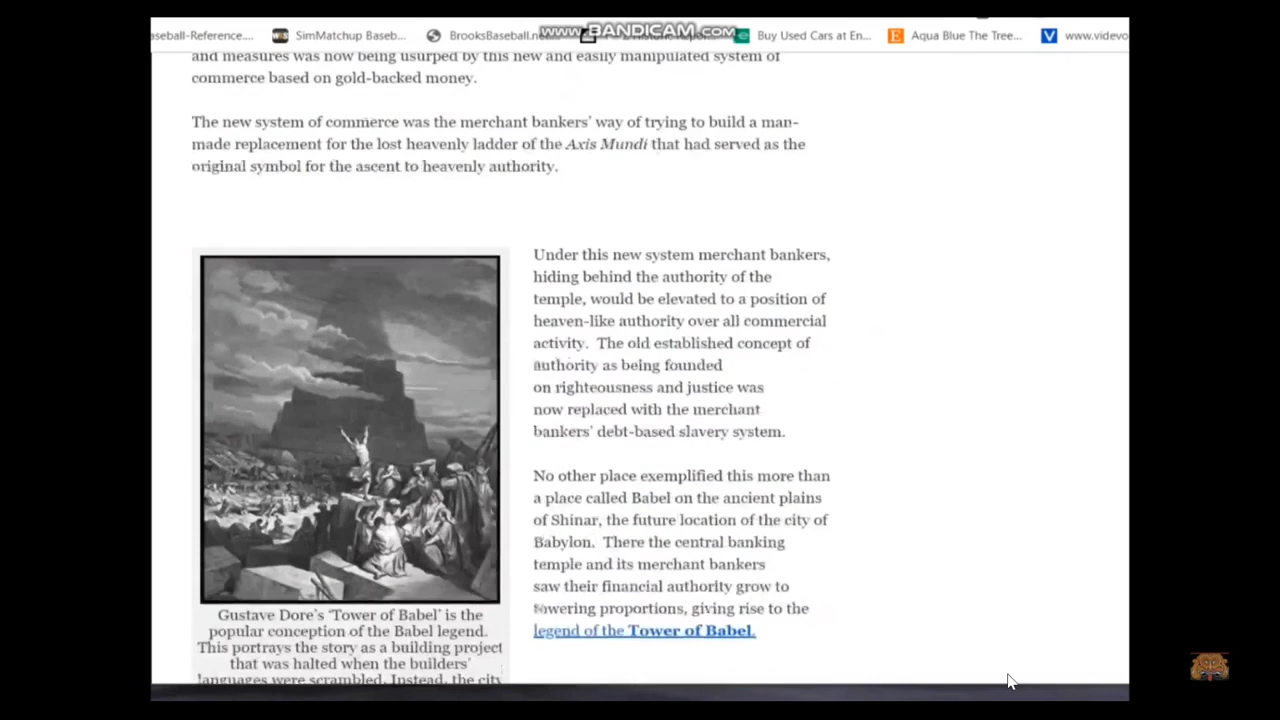 www.BANDICAM.com
aseball-Reference.... SimMatchup Baseb... BrooksBaseball.ne... Buy Used Cars at En... Aqua Blue The Tree... www.videvo
and measures was now being usurped by this new and easily manipulated system of
commerce based on gold-backed money.
The new system of commerce was the merchant bankers’ way of trying to build a man-
made replacement for the lost heavenly ladder of the Axis Mundi that had served as the
original symbol for the ascent to heavenly authority.
Under this new system merchant bankers,
hiding behind the authority of the
temple, would be elevated to a position of
heaven-like authority over all commercial
activity.  The old established concept of
authority as being founded
on righteousness and justice was
now replaced with the merchant
bankers’ debt-based slavery system.
No other place exemplified this more than
a place called Babel on the ancient plains
of Shinar, the future location of the city of
Babylon.  There the central banking
temple and its merchant bankers
saw their financial authority grow to
towering proportions, giving rise to the
legend of the Tower of Babel.
Gustave Dore’s ‘Tower of Babel’ is the
popular conception of the Babel legend.
This portrays the story as a building project
that was halted when the builders’
languages were scrambled. Instead, the city